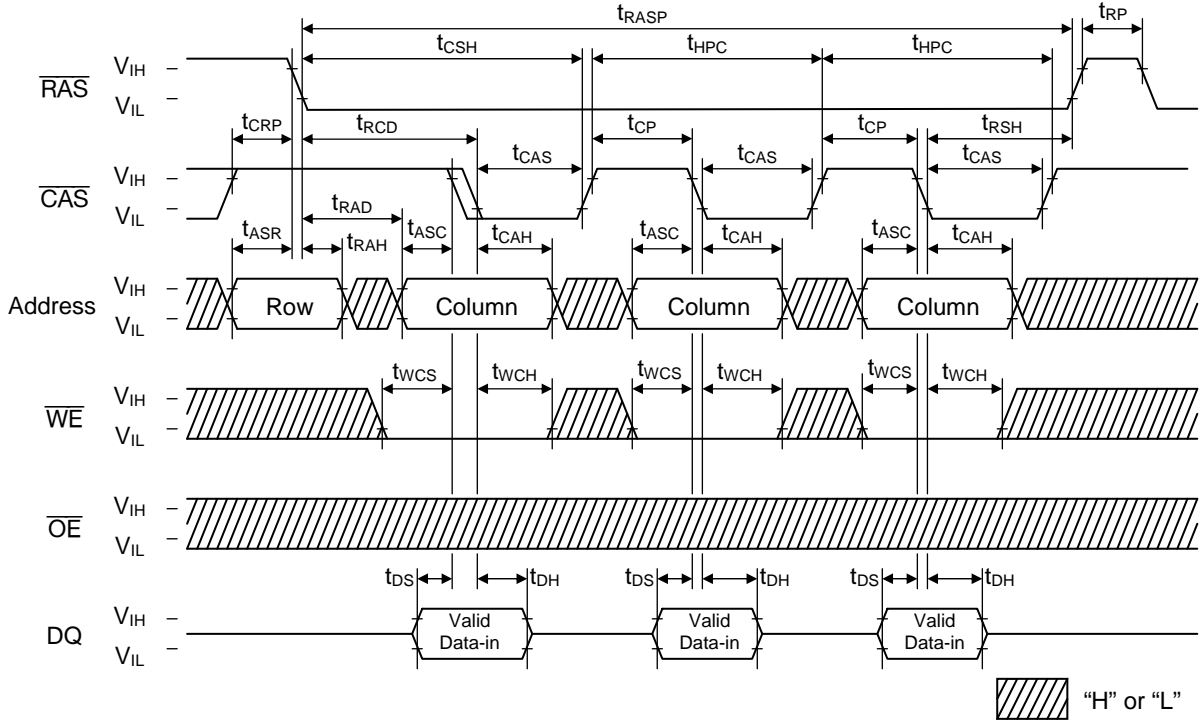 tRASP tRP
tCSH tHPC tHPC
RAS VIH
VIL
tCRP tRCD tCP tCP tRSH
tCAS tCAS tCAS
CAS VIH
VIL
tRAD
tASR tRAH tASC tCAH tASC tCAH tASC tCAH
Address VIH
VIL
Row Column Column Column
tWCS tWCH tWCS tWCH tWCS tWCH
WE VIH
VIL
OE VIH
VIL
tDS tDH tDS tDH tDS tDH
DQ VIH
VIL
Valid Valid Valid
Data-in Data-in Data-in
“H” or “L”